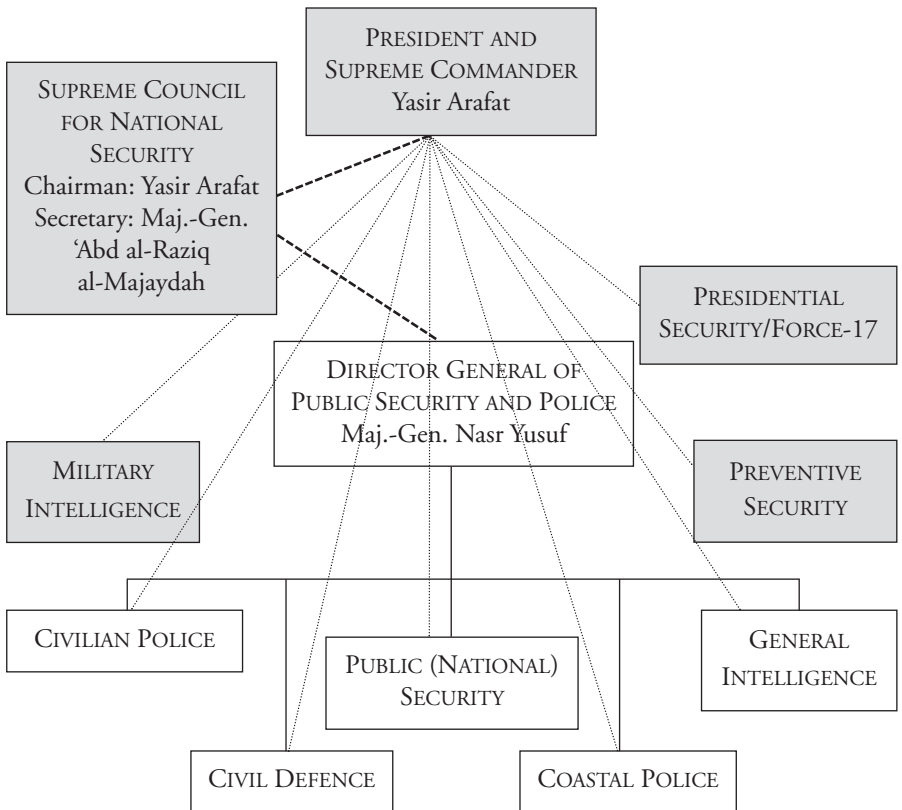 PRESIDENT AND
SUPREME COMMANDER
Yasir Arafat
SUPREME COUNCIL
FOR NATIONAL
SECURITY
Chairman: Yasir Arafat
Secretary: Maj.-Gen.
‘Abd al-Raziq
al-Majaydah
PRESIDENTIAL
SECURITY/FORCE-17
DIRECTOR GENERAL OF
PUBLIC SECURITY AND POLICE
Maj.-Gen. Nasr Yusuf
MILITARY
INTELLIGENCE
PREVENTIVE
SECURITY
CIVILIAN POLICE
PUBLIC (NATIONAL)
SECURITY
GENERAL
INTELLIGENCE
CIVIL DEFENCE
COASTAL POLICE